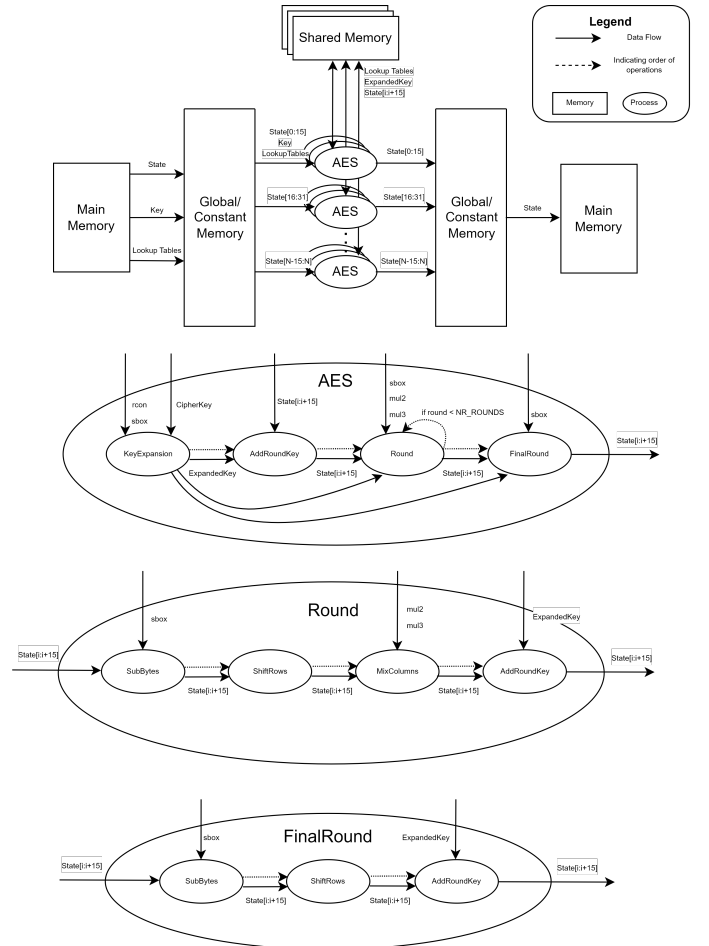 Shared Memory
Legend
Data Flow
Indicating order of
operations
Memory
Process
Lookup Tables
ExpandedKey
State[i:i+15]
State[0:15]
Key
LookupTables
AES
State[0:15]
State
Key
Lookup Tables
Main
Memory
Global/
Constant
Memory
State[16:31]
AES
State[16:31]
Global/
Constant
Memory
State
Main
Memory
State[N-15:N]
AES
State[N-15:N]
AES
rcon
sbox
CipherKey
State[i:i+15]
sbox
mul2
mul3
if round < NR_ROUNDS
sbox
State[i:i+15]
KeyExpansion
AddRoundKey
Round
FinalRound
ExpandedKey
State[i:i+15]
State[i:i+15]
Round
sbox
mul2
mul3
ExpandedKey
State[i:i+15]
State[i:i+15]
SubBytes
ShiftRows
MixColumns
AddRoundKey
State[i:i+15]
State[i:i+15]
State[i:i+15]
FinalRound
sbox
ExpandedKey
State[i:i+15]
State[i:i+15]
SubBytes
ShiftRows
AddRoundKey
State[i:i+15]
State[i:i+15]